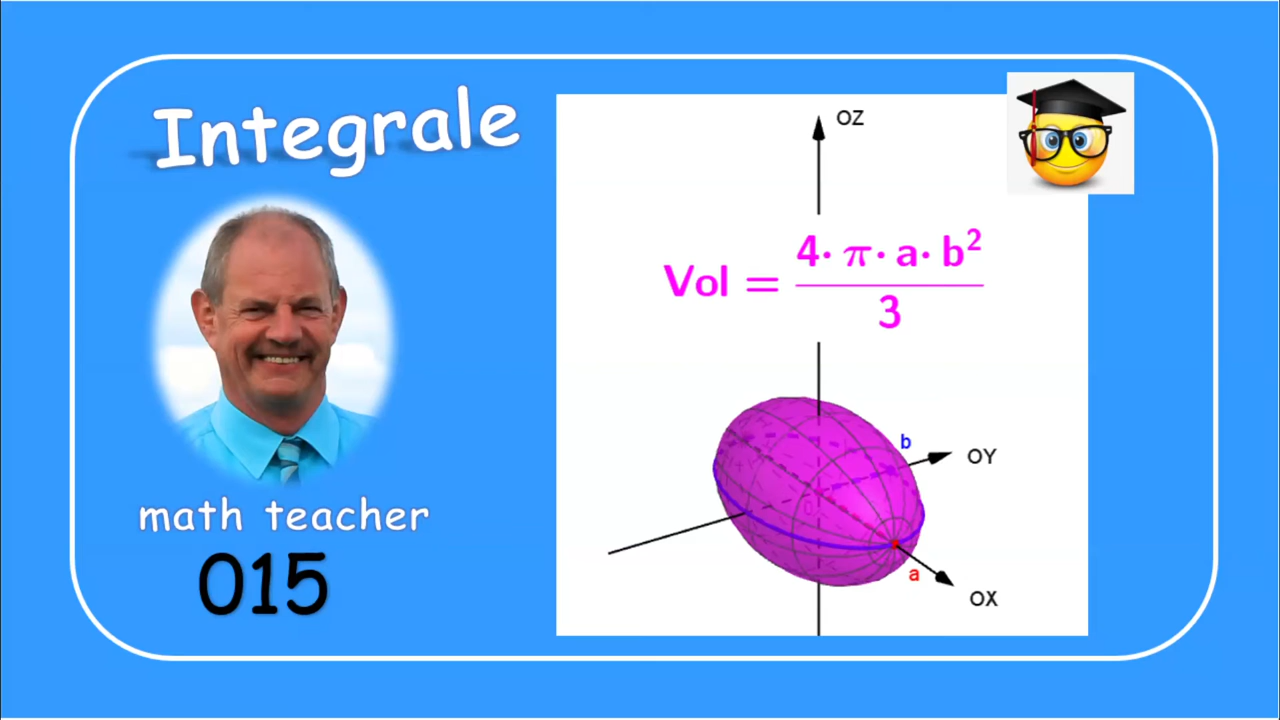 Integrale
math teacher
015
OZ
Vol = 4· π· a· b² / 3
b
OY
0
a
OX